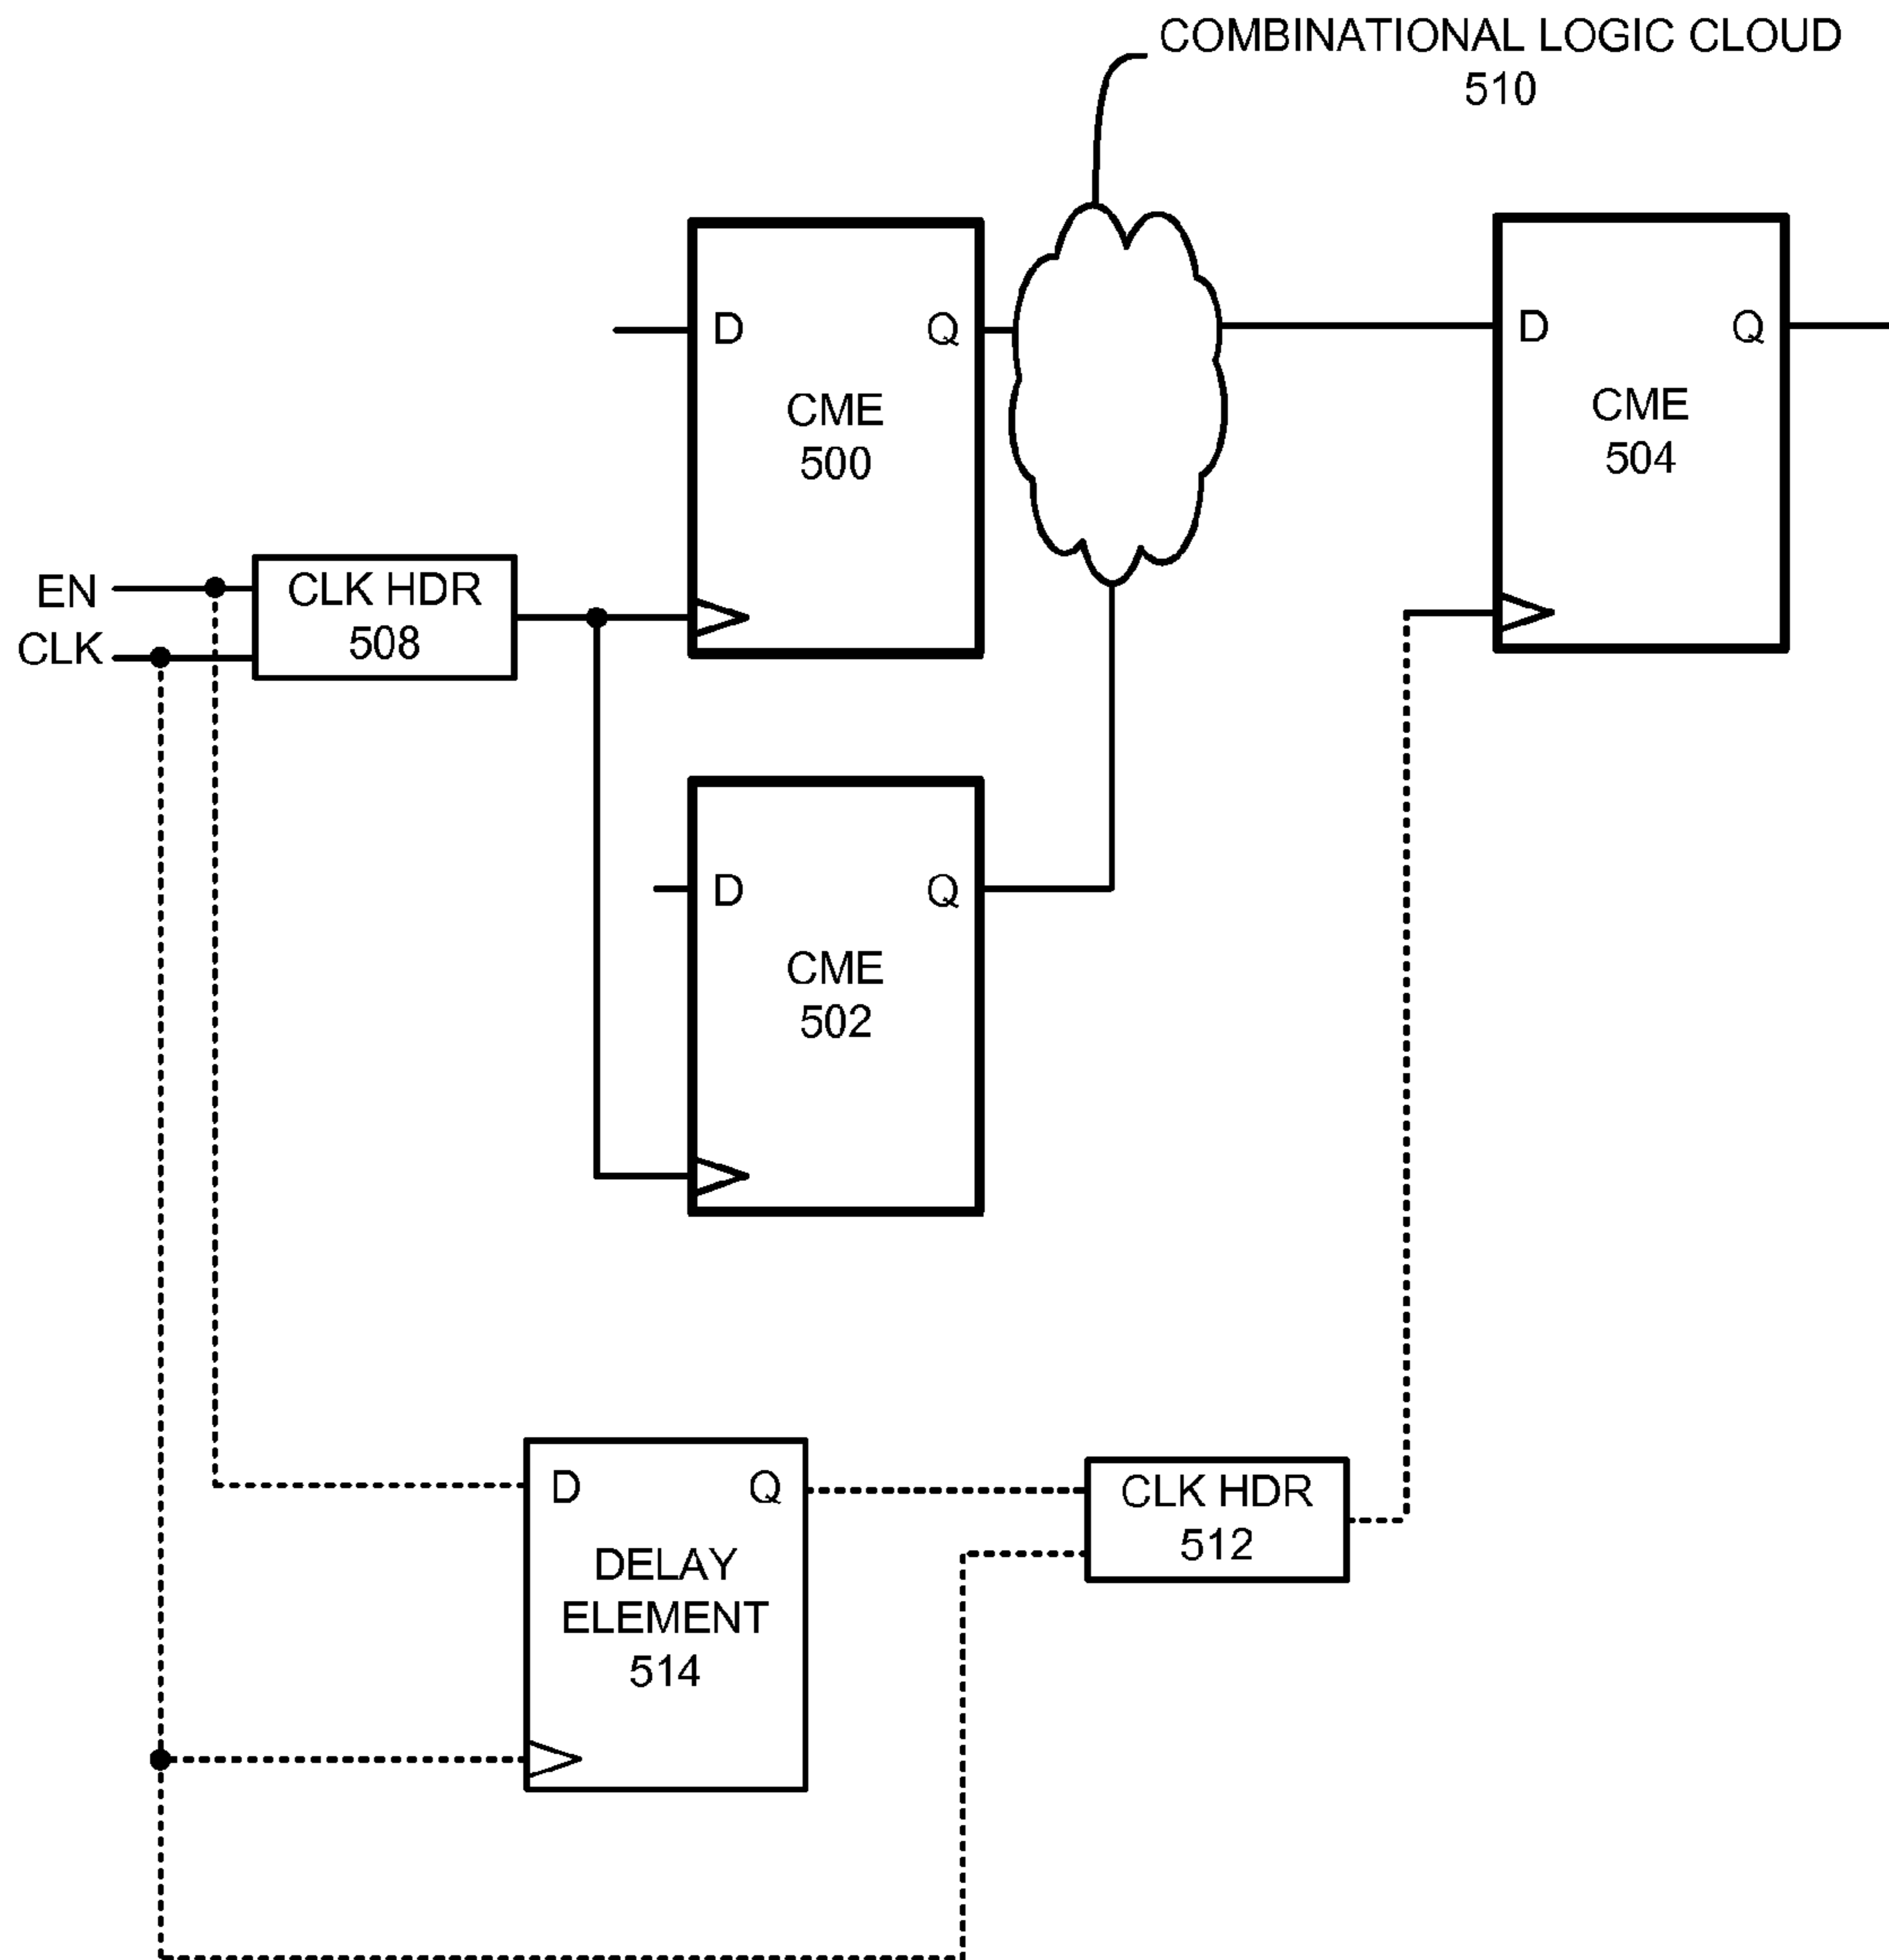 COMBINATIONAL LOGIC CLOUD
510
D
Q
CME
500
D
Q
CME
504
EN
CLK
CLK HDR
508
D
Q
CME
502
D
Q
DELAY
ELEMENT
514
CLK HDR
512